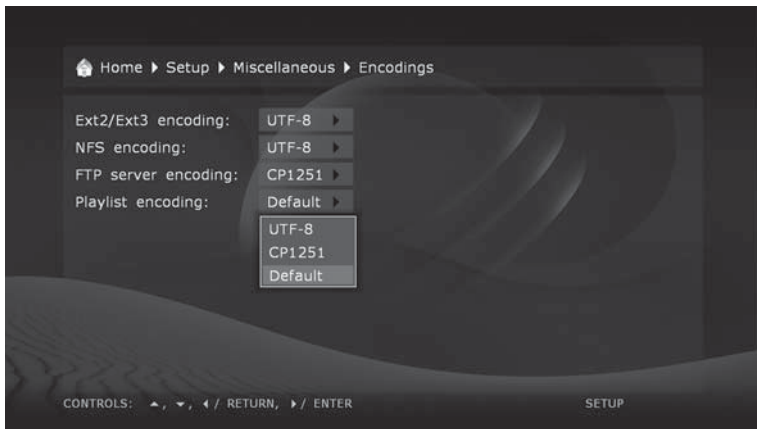 Home ▸ Setup ▸ Miscellaneous ▸ Encodings
Ext2/Ext3 encoding: UTF-8 ▸
NFS encoding: UTF-8 ▸
FTP server encoding: CP1251 ▸
Playlist encoding: Default ▸
UTF-8
CP1251
Default
CONTROLS: ▲, ▼, ◂/ RETURN, ▸/ ENTER SETUP